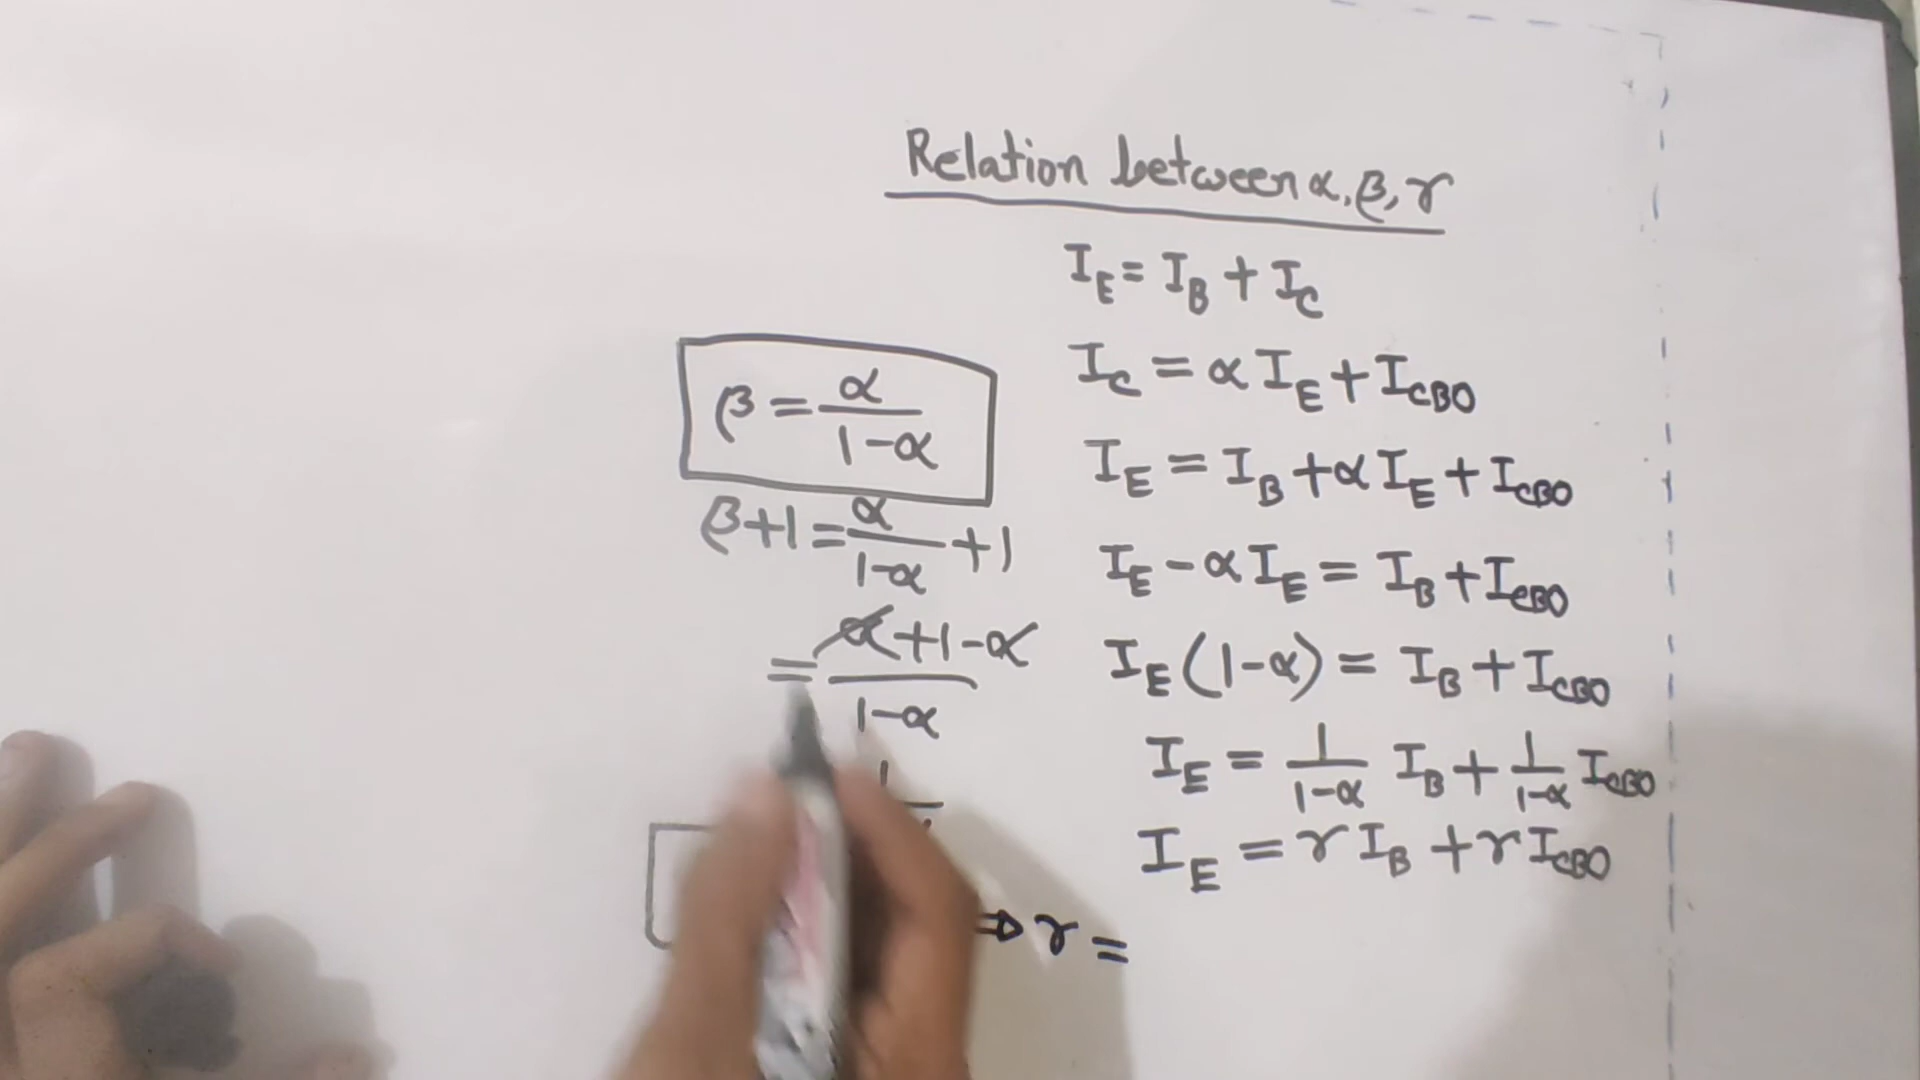 Relation between α, β, γ
I_E = I_B + I_C
I_C = α I_E + I_CBO
I_E = I_B + α I_E + I_CBO
I_E - α I_E = I_B + I_CBO
I_E (1-α) = I_B + I_CBO
I_E = 1/(1-α) I_B + 1/(1-α) I_CBO
I_E = γ I_B + γ I_CBO
β = α/(1-α)
β+1 = α/(1-α) + 1
= (α+1-α)/(1-α)
⇒ γ =